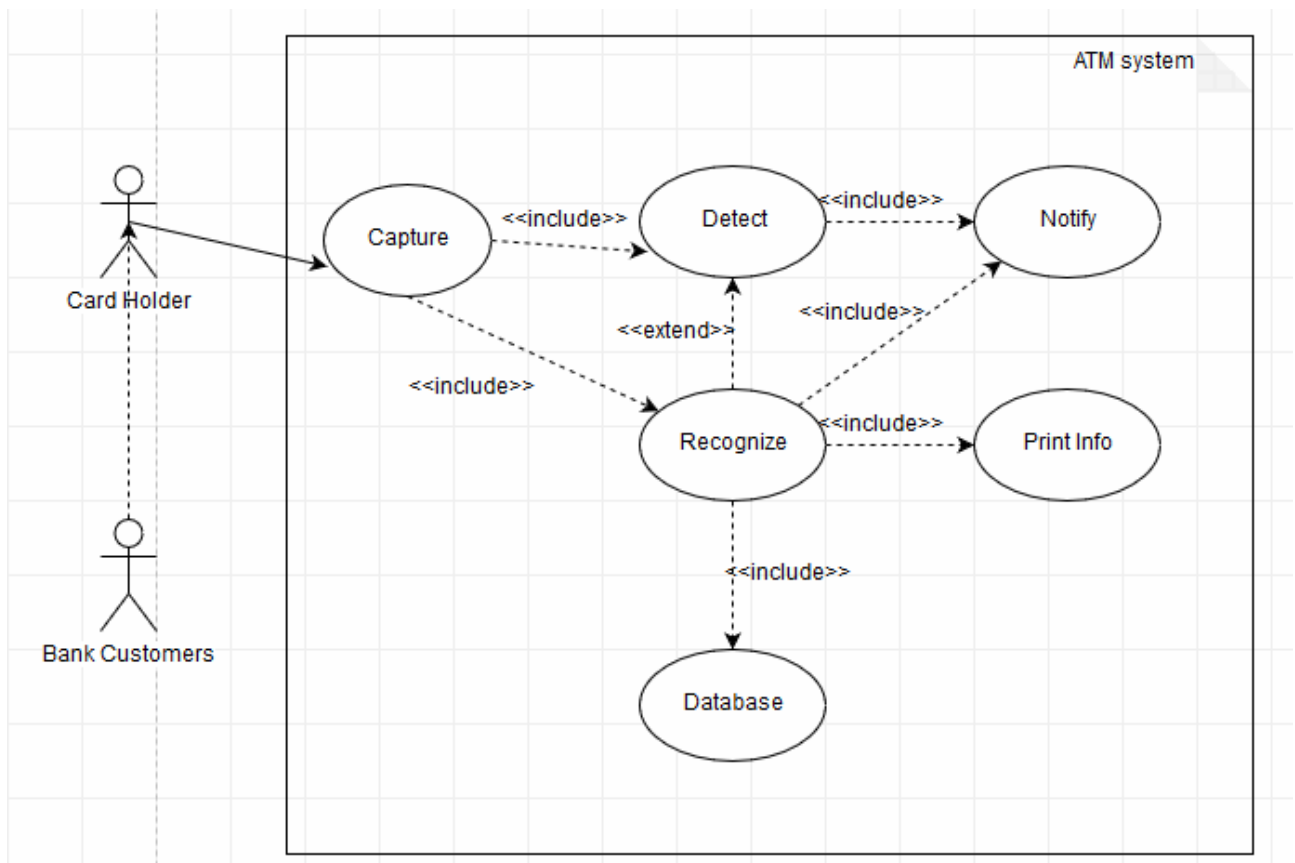 ATM system
<<include>>
Detect
<<include>>
Notify
Capture
Card Holder
<<extend>>
<<include>>
<<include>>
Recognize
<<include>>
Print Info
<<include>>
Bank Customers
Database